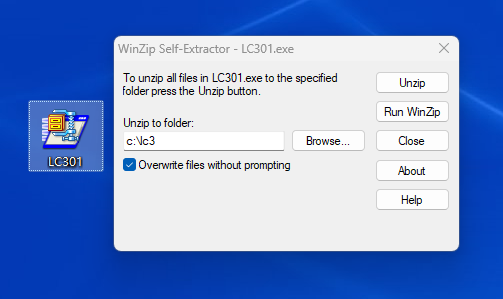 WinZip Self-Extractor - LC301.exe
To unzip all files in LC301.exe to the specified
folder press the Unzip button.
Unzip to folder:
c:\lc3
Browse...
Overwrite files without prompting
Unzip
Run WinZip
Close
About
Help
LC301